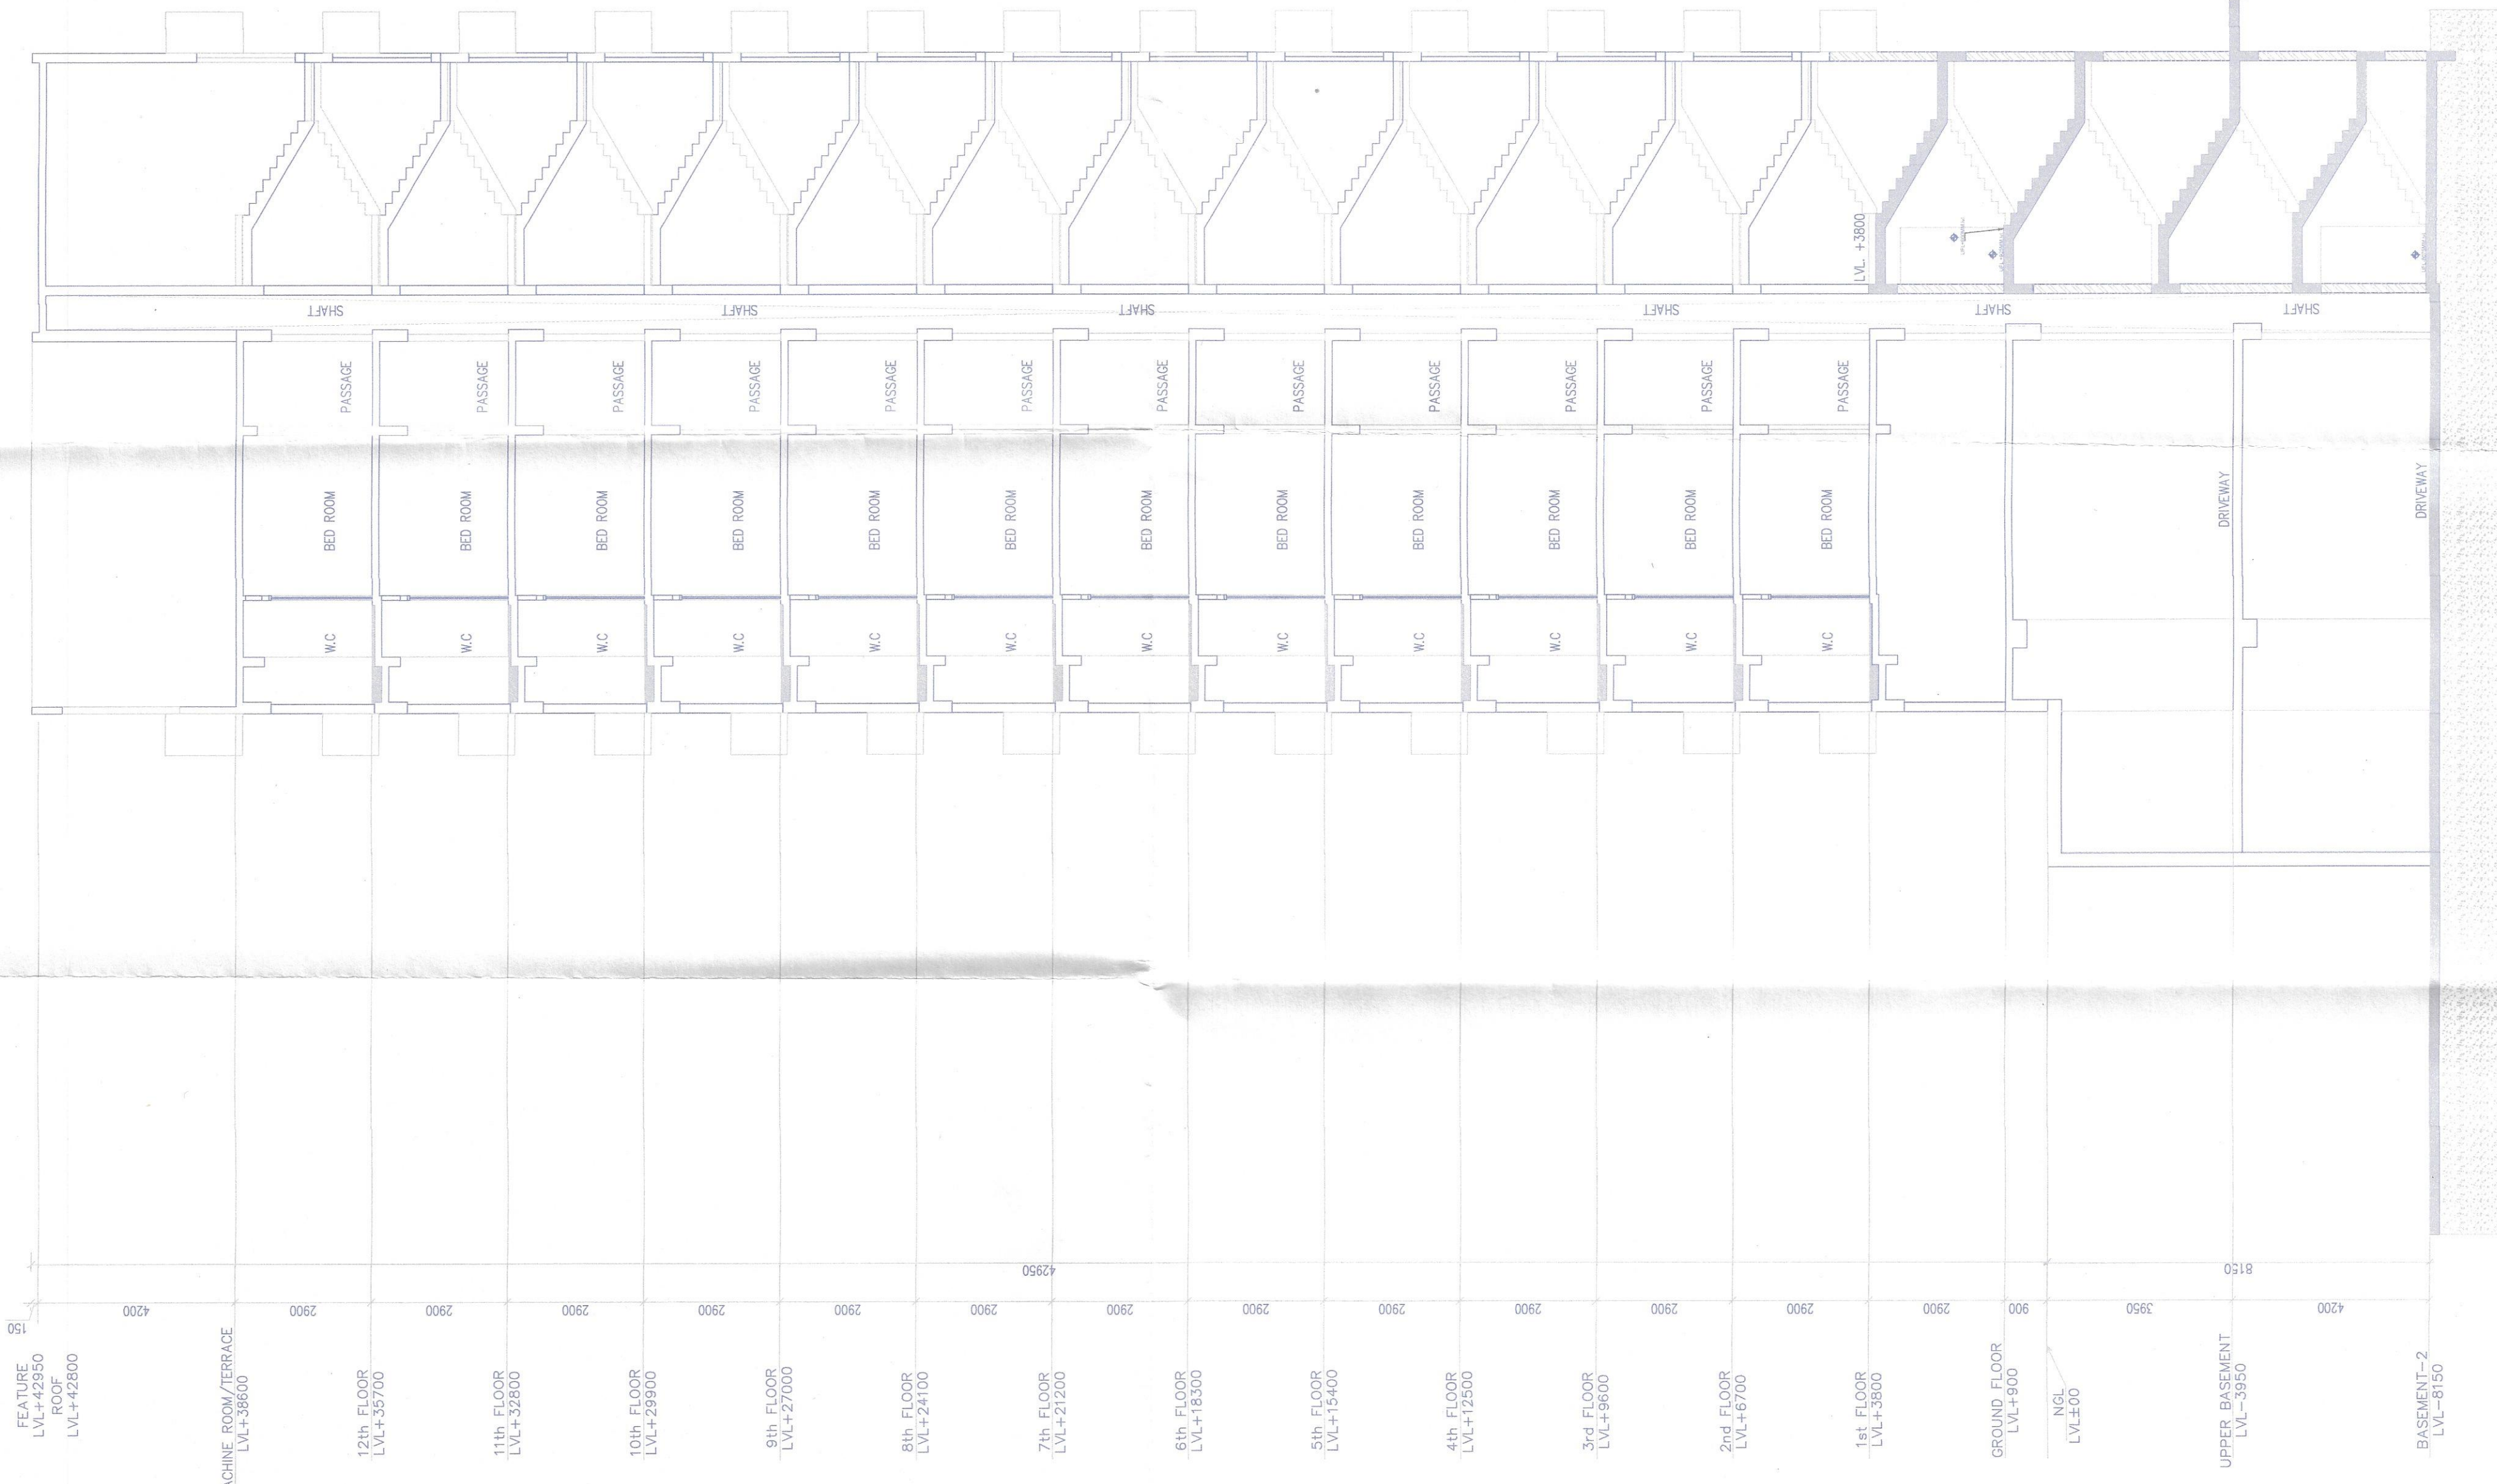 FEATURE
LVL+42950
ROOF
LVL+42800
ACHINE ROOM/TERRACE
LVL+38600
12th FLOOR
LVL+35700
11th FLOOR
LVL+32800
10th FLOOR
LVL+29900
9th FLOOR
LVL+27000
8th FLOOR
LVL+24100
7th FLOOR
LVL+21200
6th FLOOR
LVL+18300
5th FLOOR
LVL+15400
4th FLOOR
LVL+12500
3rd FLOOR
LVL+9600
2nd FLOOR
LVL+6700
1st FLOOR
LVL+3800
GROUND FLOOR
LVL+900
NGL
LVL±00
UPPER BASEMENT
LVL-3950
BASEMENT-2
LVL-8150
150
4200
2900
2900
2900
2900
2900
2900
2900
2900
2900
2900
2900
2900
2900
900
3950
4200
42950
8150
W.C
W.C
W.C
W.C
W.C
W.C
W.C
W.C
W.C
W.C
W.C
W.C
BED ROOM
BED ROOM
BED ROOM
BED ROOM
BED ROOM
BED ROOM
BED ROOM
BED ROOM
BED ROOM
BED ROOM
BED ROOM
BED ROOM
DRIVEWAY
DRIVEWAY
PASSAGE
PASSAGE
PASSAGE
PASSAGE
PASSAGE
PASSAGE
PASSAGE
PASSAGE
PASSAGE
PASSAGE
PASSAGE
PASSAGE
SHAFT
SHAFT
SHAFT
SHAFT
SHAFT
SHAFT
LVL. +3800